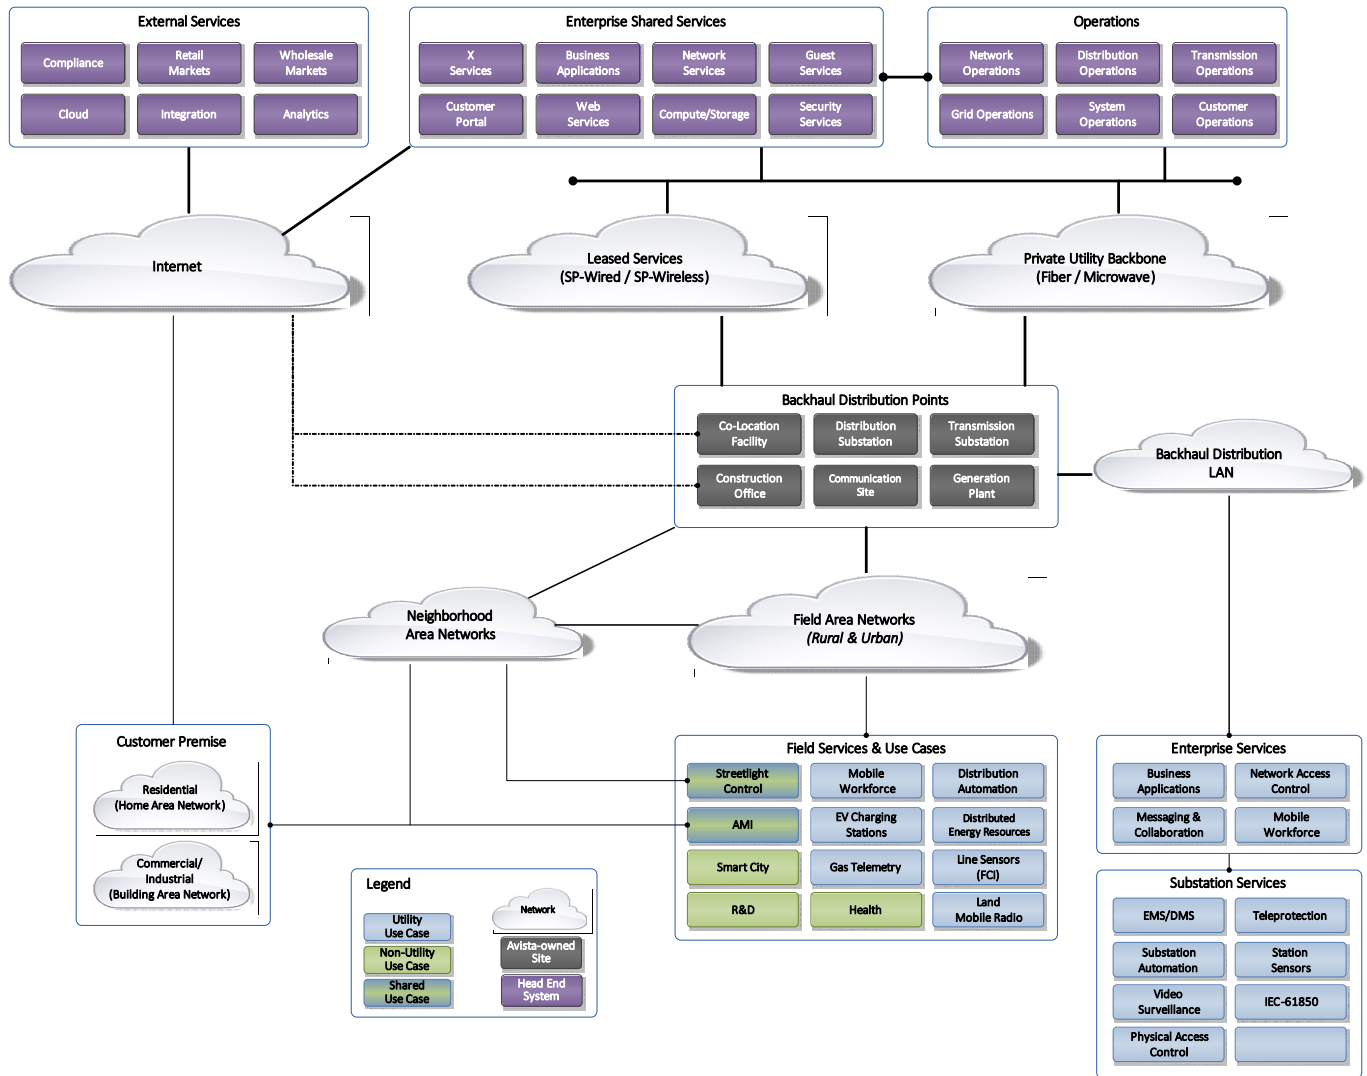 External Services
Compliance
Retail
Markets
Wholesale
Markets
Cloud
Integration
Analytics
Enterprise Shared Services
X
Services
Business
Applications
Network
Services
Guest
Services
Customer
Portal
Web
Services
Compute/Storage
Security
Services
Operations
Network
Operations
Distribution
Operations
Transmission
Operations
Grid Operations
System
Operations
Customer
Operations
Internet
Leased Services
(SP-Wired / SP-Wireless)
Private Utility Backbone
(Fiber / Microwave)
Backhaul Distribution Points
Co-Location
Facility
Distribution
Substation
Transmission
Substation
Construction
Office
Communication
Site
Generation
Plant
Backhaul Distribution
LAN
Neighborhood
Area Networks
Field Area Networks
(Rural & Urban)
Customer Premise
Residential
(Home Area Network)
Commercial/
Industrial
(Building Area Network)
Field Services & Use Cases
Streetlight
Control
Mobile
Workforce
Distribution
Automation
AMI
EV Charging
Stations
Distributed
Energy Resources
Smart City
Gas Telemetry
Line Sensors
(FCI)
R&D
Health
Land
Mobile Radio
Enterprise Services
Business
Applications
Network Access
Control
Messaging &
Collaboration
Mobile
Workforce
Substation Services
EMS/DMS
Teleprotection
Substation
Automation
Station
Sensors
Video
Surveillance
IEC-61850
Physical Access
Control
Legend
Utility
Use Case
Non-Utility
Use Case
Shared
Use Case
Network
Avista-owned
Site
Head End
System